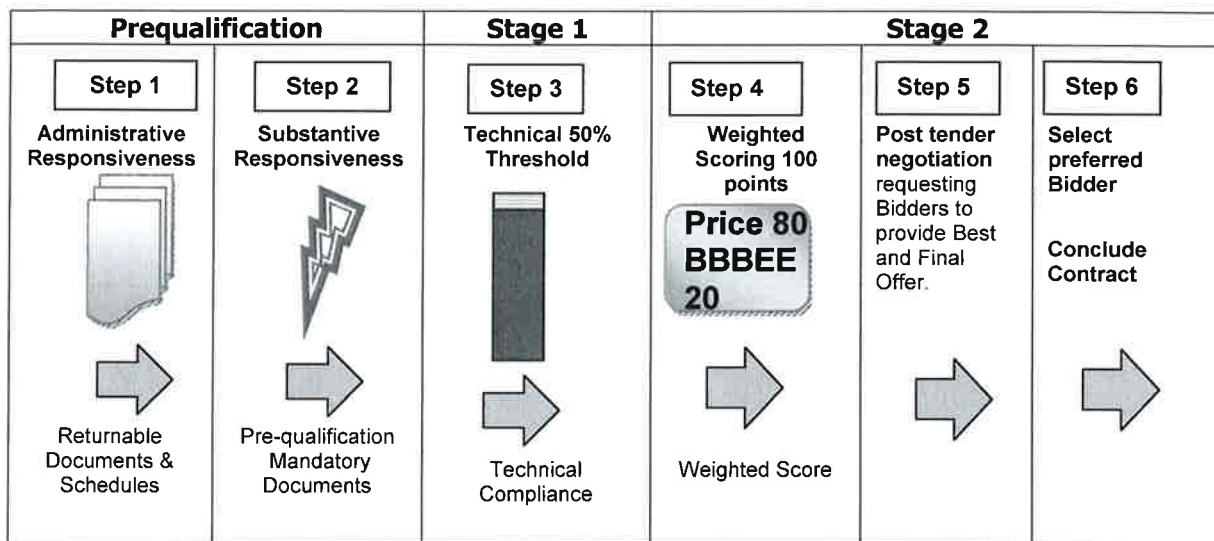 Prequalification
Stage 1
Stage 2
Step 1
Administrative
Responsiveness
Returnable
Documents &
Schedules
Step 2
Substantive
Responsiveness
Pre-qualification
Mandatory
Documents
Step 3
Technical 50%
Threshold
Technical
Compliance
Step 4
Weighted
Scoring 100
points
Price 80
BBBEE
20
Weighted Score
Step 5
Post tender
negotiation
requesting
Bidders to
provide Best
and Final
Offer.
Step 6
Select
preferred
Bidder
Conclude
Contract